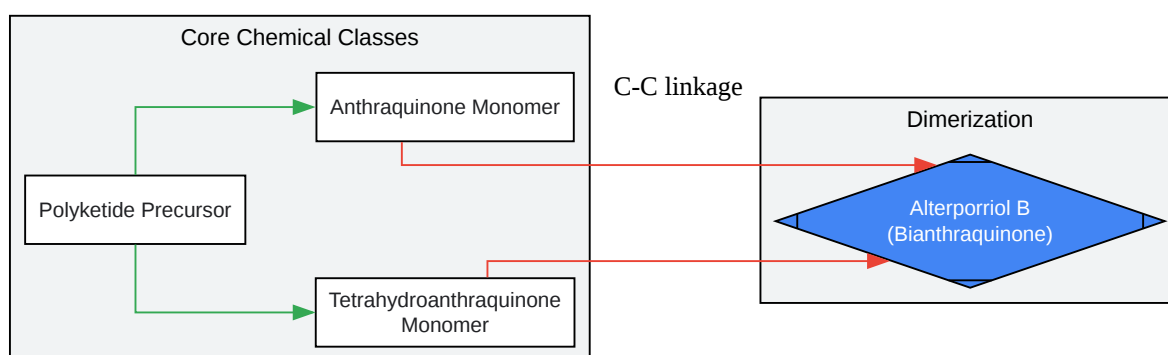 Core Chemical Classes
Anthraquinone Monomer
C-C linkage
Dimerization
Polyketide Precursor
Alterporriol B
(Bianthraquinone)
Tetrahydroanthraquinone
Monomer